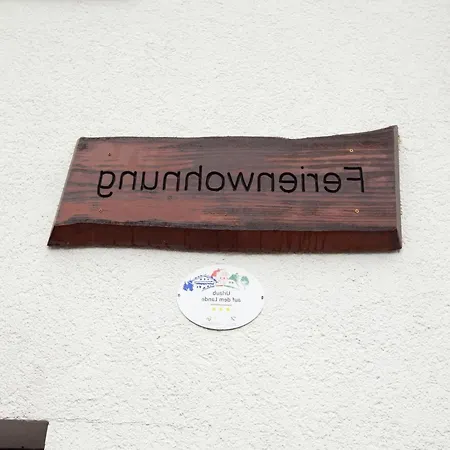 Ferienwohnung
Urlaub
auf dem Lande